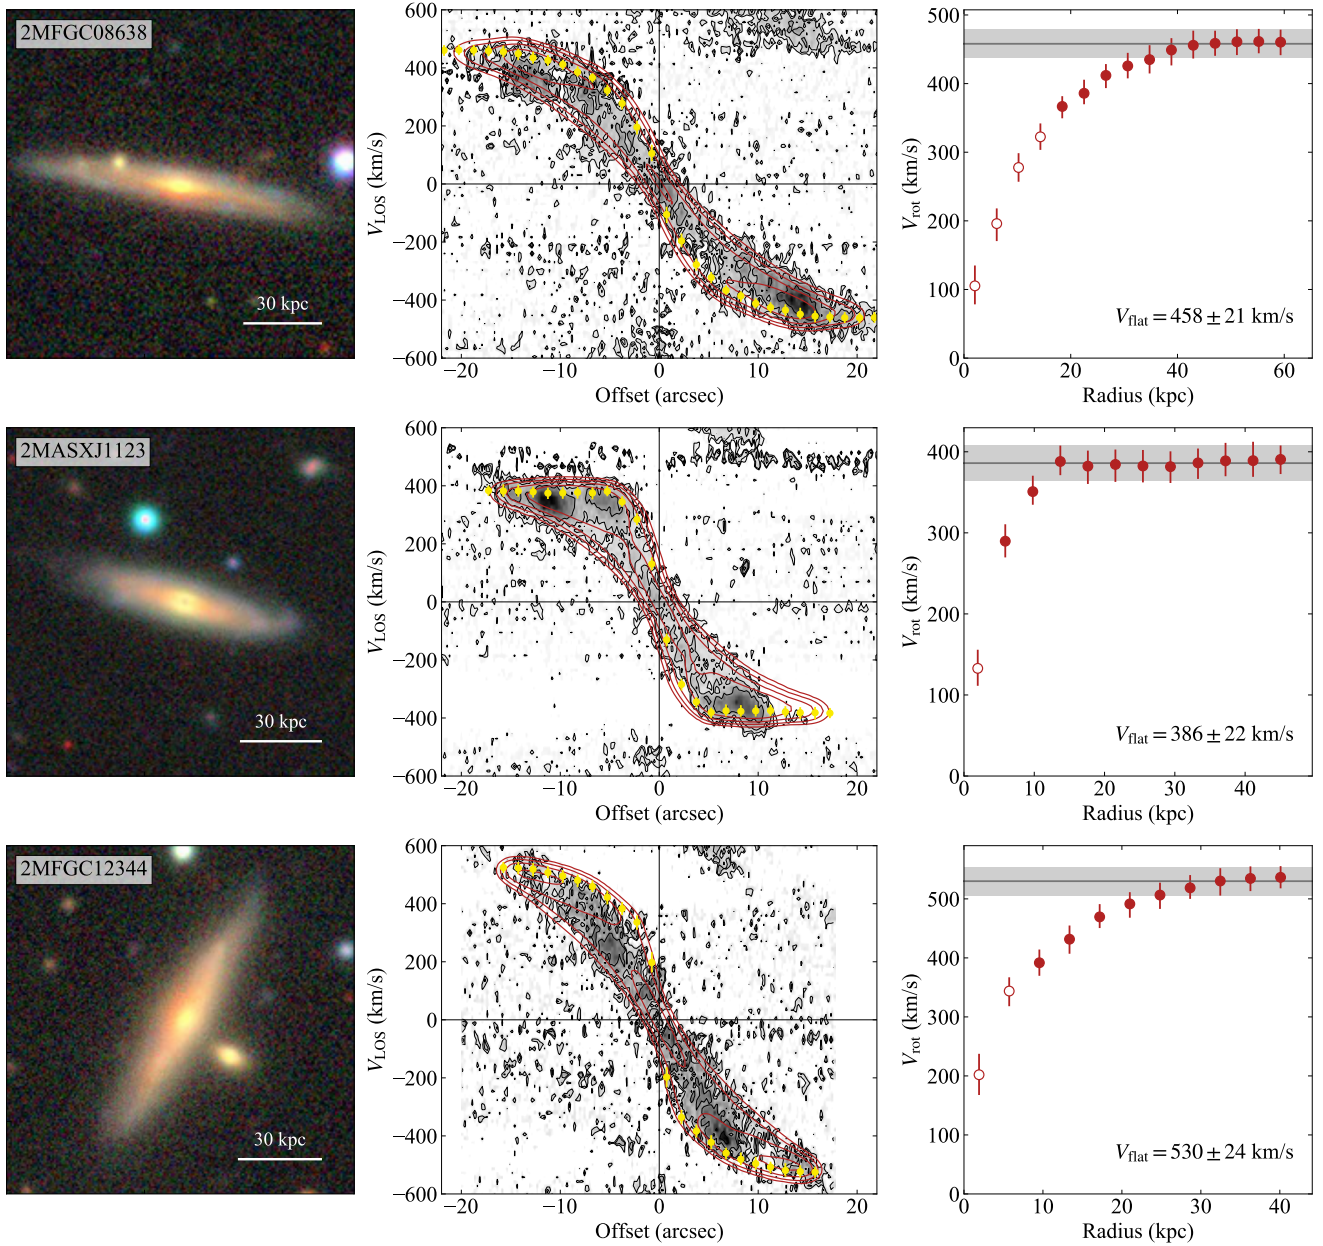 2MFGC08638
30 kpc
600
400
200
0
−200
−400
−600
V_LOS (km/s)
−20 −10 0 10 20
Offset (arcsec)
500
400
300
200
100
0
V_rot (km/s)
V_flat = 458 ± 21 km/s
0 20 40 60
Radius (kpc)
2MASXJ1123
30 kpc
600
400
200
0
−200
−400
−600
V_LOS (km/s)
−20 −10 0 10 20
Offset (arcsec)
400
300
200
100
0
V_rot (km/s)
V_flat = 386 ± 22 km/s
0 10 20 30 40
Radius (kpc)
2MFGC12344
30 kpc
600
400
200
0
−200
−400
−600
V_LOS (km/s)
−20 −10 0 10 20
Offset (arcsec)
500
400
300
200
100
0
V_rot (km/s)
V_flat = 530 ± 24 km/s
0 10 20 30 40
Radius (kpc)